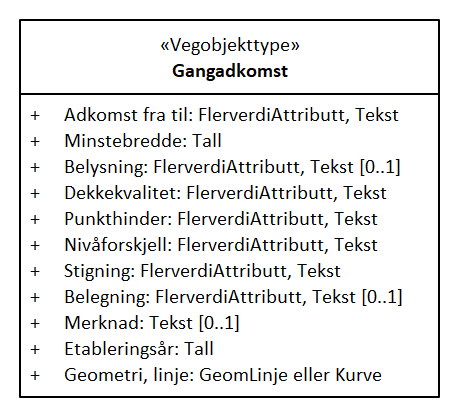 «Vegobjekttype»
Gangadkomst
+ Adkomst fra til: FlerverdiAttributt, Tekst
+ Minstebredde: Tall
+ Belysning: FlerverdiAttributt, Tekst [0..1]
+ Dekkekvalitet: FlerverdiAttributt, Tekst
+ Punkthinder: FlerverdiAttributt, Tekst
+ Nivåforskjell: FlerverdiAttributt, Tekst
+ Stigning: FlerverdiAttributt, Tekst
+ Belegning: FlerverdiAttributt, Tekst [0..1]
+ Merknad: Tekst [0..1]
+ Etableringsår: Tall
+ Geometri, linje: GeomLinje eller Kurve